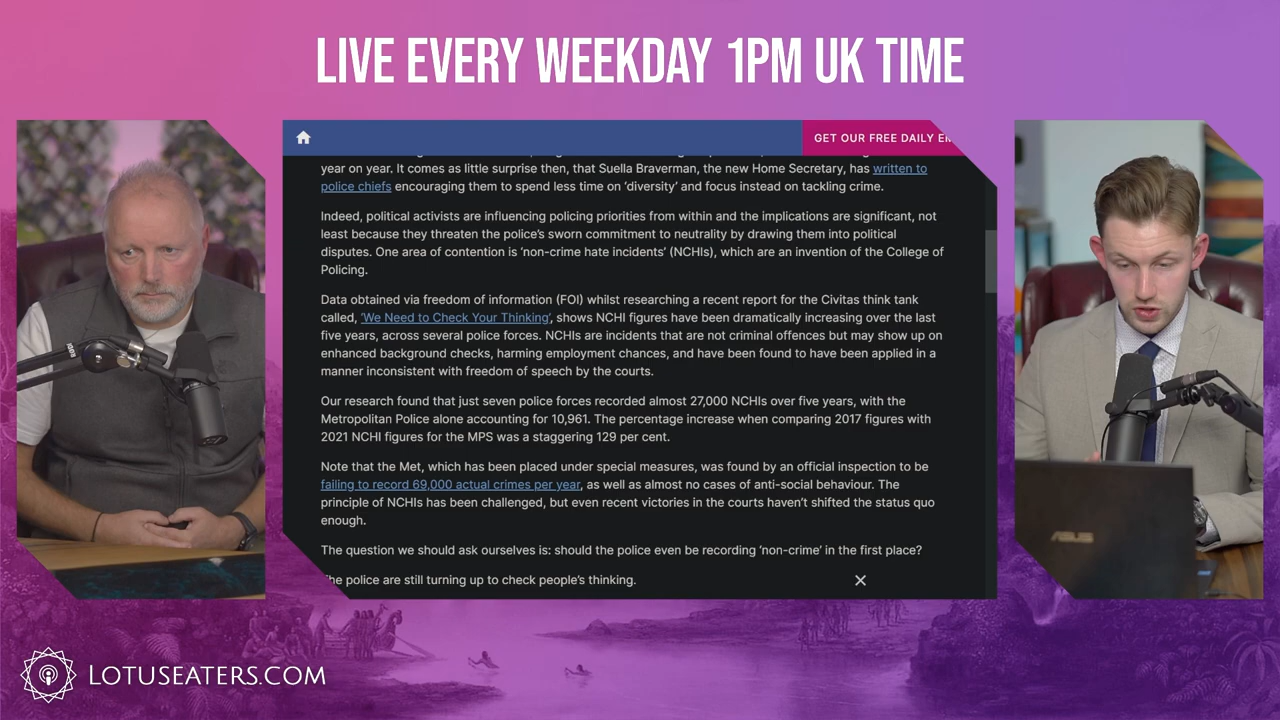 LIVE EVERY WEEKDAY 1PM UK TIME
GET OUR FREE DAILY
year on year. It comes as little surprise then, that Suella Braverman, the new Home Secretary, has written to
police chiefs encouraging them to spend less time on ‘diversity’ and focus instead on tackling crime.
Indeed, political activists are influencing policing priorities from within and the implications are significant, not
least because they threaten the police’s sworn commitment to neutrality by drawing them into political
disputes. One area of contention is ‘non-crime hate incidents’ (NCHIs), which are an invention of the College of
Policing.
Data obtained via freedom of information (FOI) whilst researching a recent report for the Civitas think tank
called, ‘We Need to Check Your Thinking’, shows NCHI figures have been dramatically increasing over the last
five years, across several police forces. NCHIs are incidents that are not criminal offences but may show up on
enhanced background checks, harming employment chances, and have been found to have been applied in a
manner inconsistent with freedom of speech by the courts.
Our research found that just seven police forces recorded almost 27,000 NCHIs over five years, with the
Metropolitan Police alone accounting for 10,961. The percentage increase when comparing 2017 figures with
2021 NCHI figures for the MPS was a staggering 129 per cent.
Note that the Met, which has been placed under special measures, was found by an official inspection to be
failing to record 69,000 actual crimes per year, as well as almost no cases of anti-social behaviour. The
principle of NCHIs has been challenged, but even recent victories in the courts haven’t shifted the status quo
enough.
The question we should ask ourselves is: should the police even be recording ‘non-crime’ in the first place?
The police are still turning up to check people’s thinking.
ASUS
LOTUSEATERS.COM